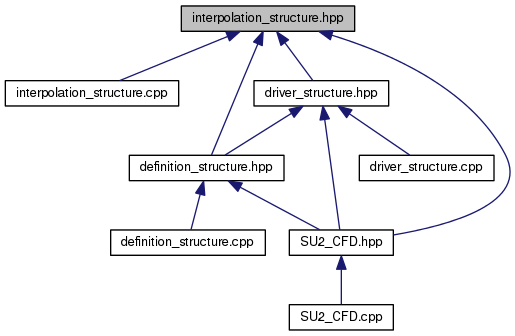 interpolation_structure.hpp
interpolation_structure.cpp
driver_structure.hpp
definition_structure.hpp
driver_structure.cpp
definition_structure.cpp
SU2_CFD.hpp
SU2_CFD.cpp